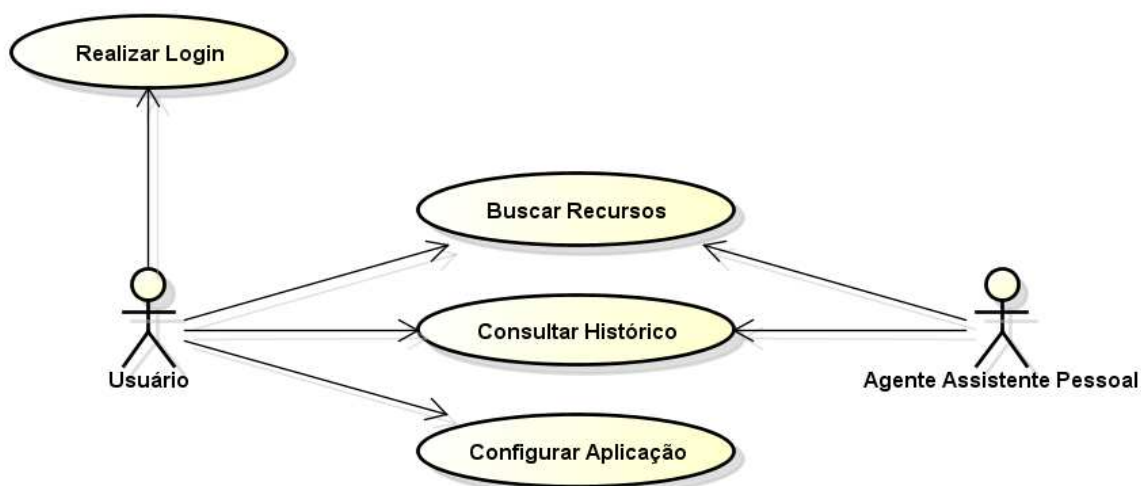 Realizar Login
Buscar Recursos
Consultar Histórico
Usuário
Agente Assistente Pessoal
Configurar Aplicação